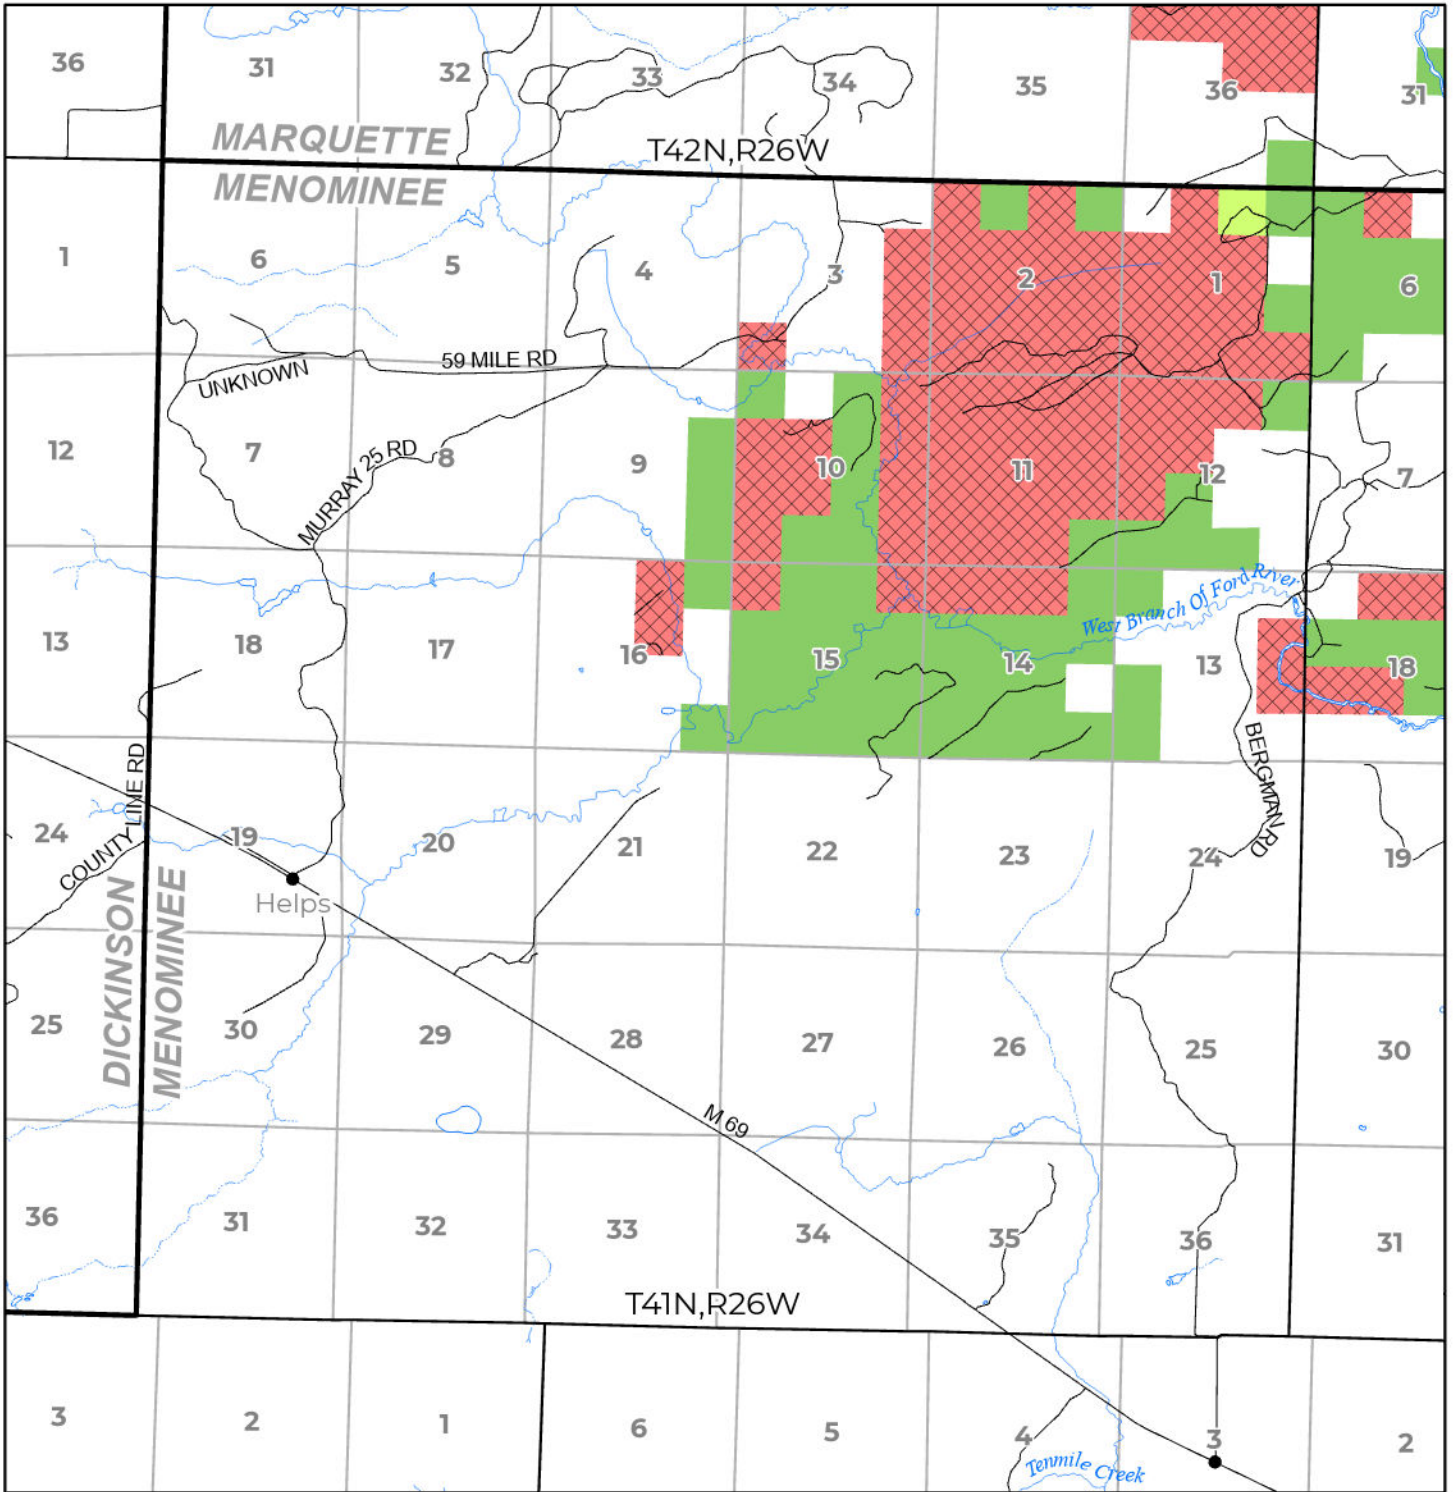 36 31 32 33 34 35 36 31
MARQUETTE
T42N,R26W
MENOMINEE
1 6 5 4 3 2 1 6
59 MILE RD
UNKNOWN
12 7 MURRAY 25 RD 8 9 10 11 12 7
West Branch Of Ford River
13 18 17 16 15 14 13 18
COUNTY LINE RD
BERGMAN RD
24 19 20 21 22 23 24 19
Helps
DICKINSON
MENOMINEE
25 30 29 28 27 26 25 30
M 69
36 31 32 33 34 35 36 31
T41N,R26W
3 2 1 6 5 4 3 2
Tenmile Creek